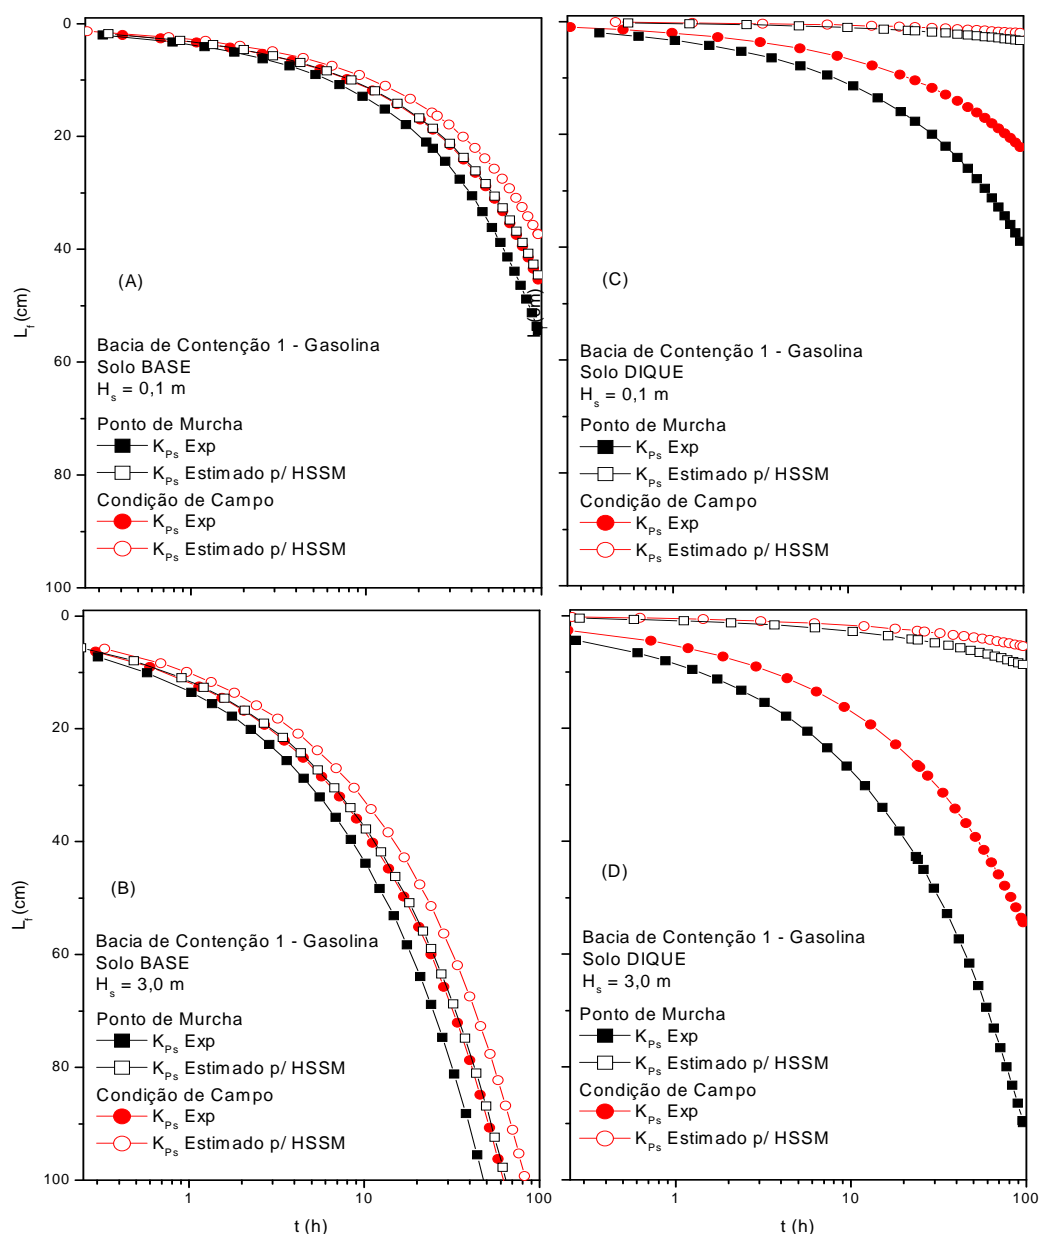 0
20
40
60
80
100
L_f (cm)
(A)
Bacia de Contenção 1 - Gasolina
Solo BASE
H_s = 0,1 m
Ponto de Murcha
K_Ps Exp
K_Ps Estimado p/ HSSM
Condição de Campo
K_Ps Exp
K_Ps Estimado p/ HSSM
(C)
Bacia de Contenção 1 - Gasolina
Solo DIQUE
H_s = 0,1 m
Ponto de Murcha
K_Ps Exp
K_Ps Estimado p/ HSSM
Condição de Campo
K_Ps Exp
K_Ps Estimado p/ HSSM
0
20
40
60
80
100
L_f (cm)
(B)
Bacia de Contenção 1 - Gasolina
Solo BASE
H_s = 3,0 m
Ponto de Murcha
K_Ps Exp
K_Ps Estimado p/ HSSM
Condição de Campo
K_Ps Exp
K_Ps Estimado p/ HSSM
1
10
100
t (h)
(D)
Bacia de Contenção 1 - Gasolina
Solo DIQUE
H_s = 3,0 m
Ponto de Murcha
K_Ps Exp
K_Ps Estimado p/ HSSM
Condição de Campo
K_Ps Exp
K_Ps Estimado p/ HSSM
1
10
100
t (h)